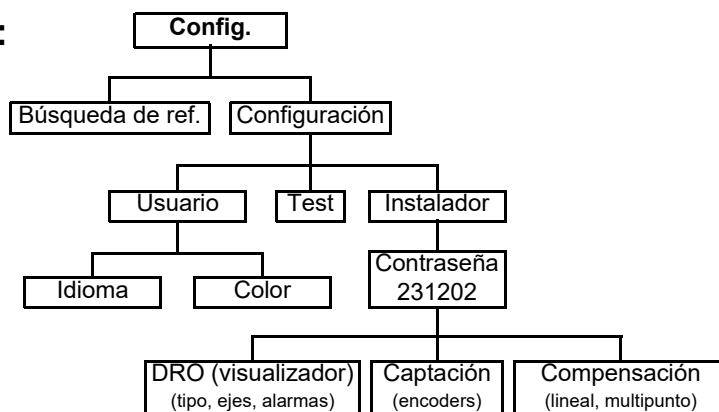 :
Config.
Búsqueda de ref.
Configuración
Usuario
Test
Instalador
Idioma
Color
Contraseña
231202
DRO (visualizador)
(tipo, ejes, alarmas)
Captación
(encoders)
Compensación
(lineal, multipunto)